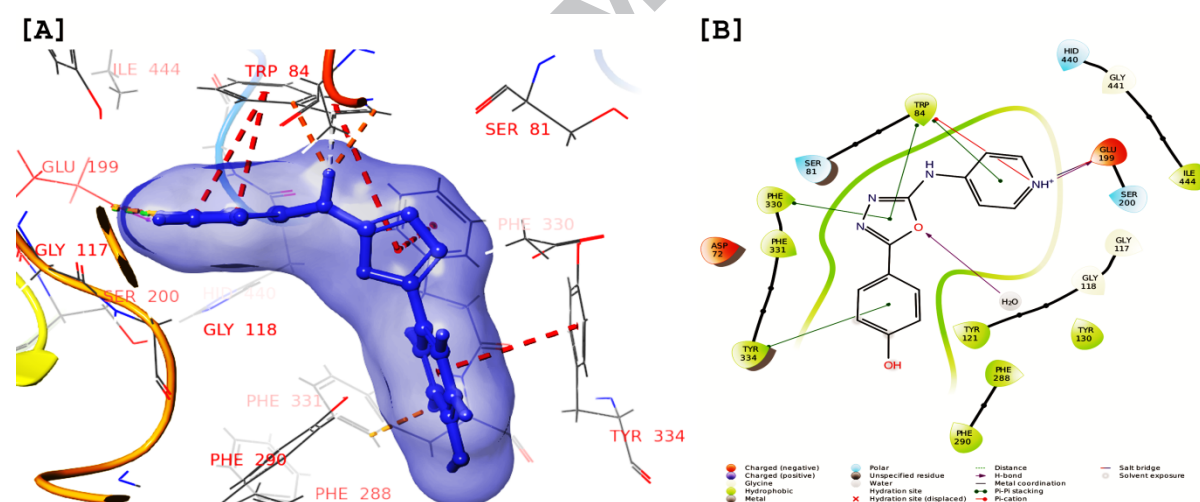 [A]
[B]
ILE 444
TRP 84
SER 81
GLU 199
PHE 330
GLY 117
SER 200
HID 440
GLY 118
PHE 331
PHE 290
PHE 288
TYR 334
HID
440
GLY
441
TRP
84
SER
81
GLU
199
ILE
444
SER
200
HN
NH⁺
PHE
330
N
N
O
PHE
331
ASP
72
GLY
117
GLY
118
H₂O
TYR
121
TYR
130
TYR
334
OH
PHE
288
PHE
290
Charged (negative)
Charged (positive)
Glycine
Hydrophobic
Metal
Polar
Unspecified residue
Water
Hydration site
Hydration site (displaced)
Distance
H-bond
Metal coordination
Pi-Pi stacking
Pi-cation
Salt bridge
Solvent exposure